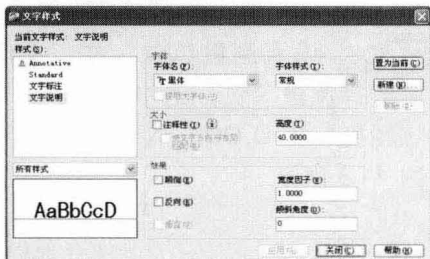 文字样式
当前文字样式: 文字说明
样式(S):
Annotative
Standard
文字标注
文字说明
所有样式
AaBbCcD
字体
字体名(F):
黑体
使用大字体(U)
字体样式(Y):
常规
大小
注释性(I)
使文字方向与布局匹配(M)
高度(T)
40.0000
效果
颠倒(E)
反向(K)
垂直(V)
宽度因子(W):
1.0000
倾斜角度(O):
0
置为当前(C)
新建(N)...
删除(D)
应用(A)
关闭(C)
帮助(H)